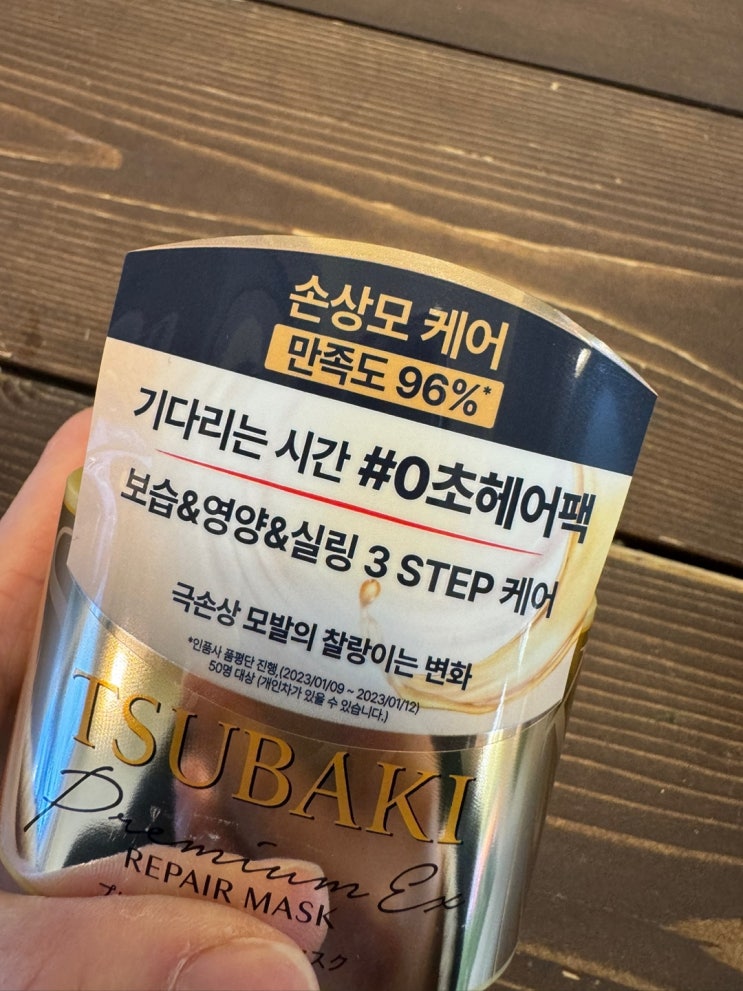 손상모 케어
만족도 96%*
기다리는 시간 #0초헤어팩
보습&영양&실링 3 STEP 케어
극손상 모발의 찰랑이는 변화
*인품사 품평단 진행,(2023/01/09 ~ 2023/01/12)
50명 대상 (개인차가 있을 수 있습니다.)
TSUBAKI
Premium Ex
REPAIR MASK